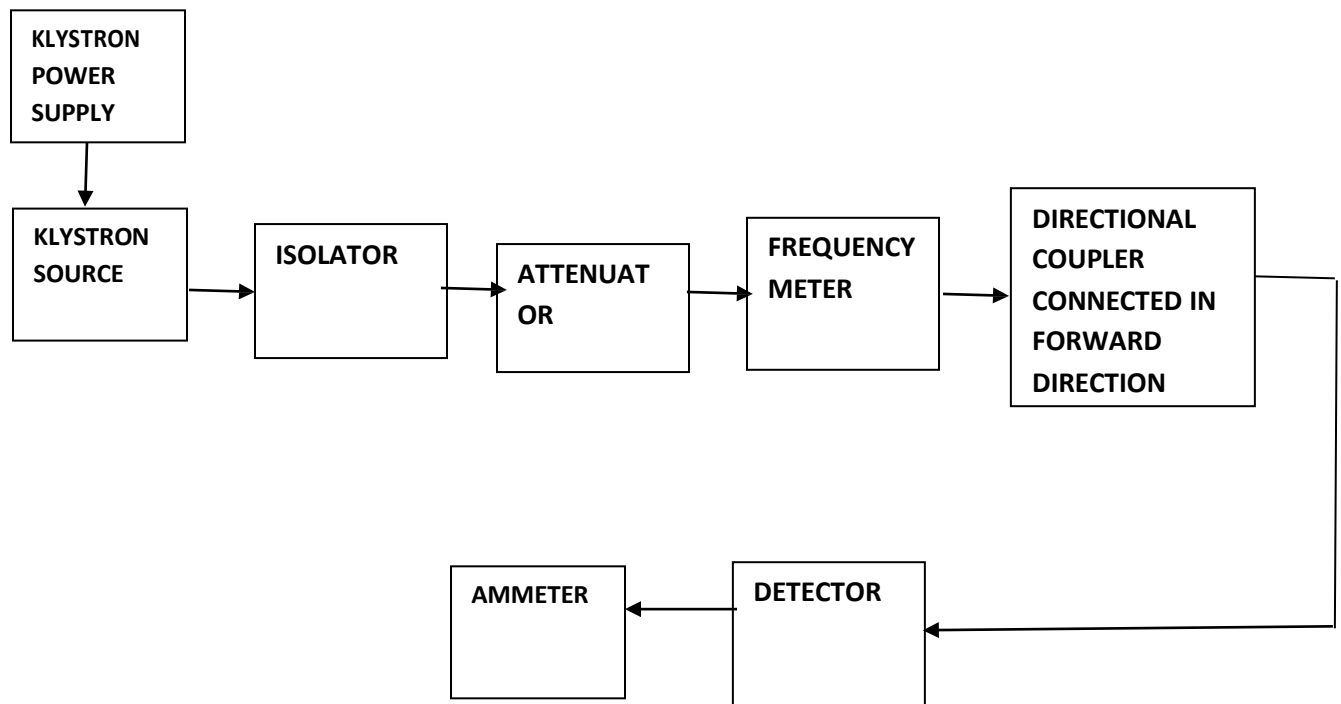 KLYSTRON
POWER
SUPPLY
KLYSTRON
SOURCE
ISOLATOR
ATTENUAT
OR
FREQUENCY
METER
DIRECTIONAL
COUPLER
CONNECTED IN
FORWARD
DIRECTION
AMMETER
DETECTOR